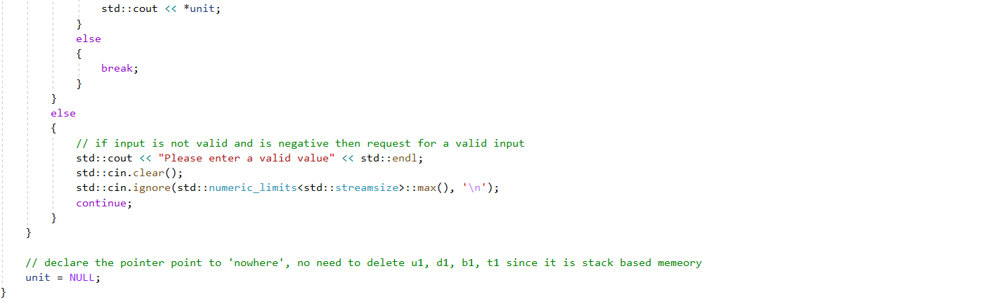 std::cout << *unit;
}
else
{
break;
}
}
else
{
// if input is not valid and is negative then request for a valid input
std::cout << "Please enter a valid value" << std::endl;
std::cin.clear();
std::cin.ignore(std::numeric_limits<std::streamsize>::max(), '\n');
continue;
}
}
// declare the pointer point to 'nowhere', no need to delete u1, d1, b1, t1 since it is stack based memeory
unit = NULL;
}